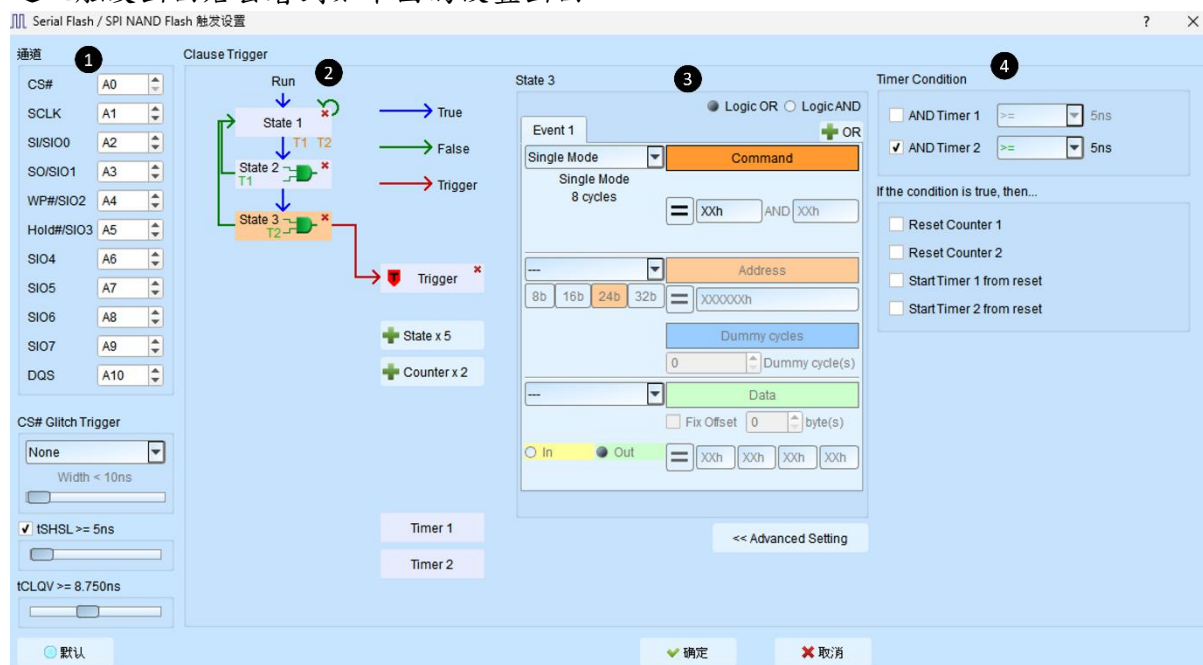 Serial Flash / SPI NAND Flash 触发设置
? ×
通道
1
CS# A0
SCLK A1
SI/SIO0 A2
SO/SIO1 A3
WP#/SIO2 A4
Hold#/SIO3 A5
SIO4 A6
SIO5 A7
SIO6 A8
SIO7 A9
DQS A10
CS# Glitch Trigger
None
Width < 10ns
tSHSL >= 5ns
tCLQV >= 8.750ns
默认
Clause Trigger
2
Run
State 1
T1 T2
State 2
T1
State 3
T2
True
False
Trigger
T Trigger
State x 5
Counter x 2
Timer 1
Timer 2
State 3
3
Logic OR Logic AND
Event 1
OR
Single Mode Command
Single Mode
8 cycles
= XXh AND XXh
--- Address
8b 16b 24b 32b = XXXXXXh
Dummy cycles
0 Dummy cycle(s)
--- Data
Fix Offset 0 byte(s)
In Out = XXh XXh XXh XXh
<< Advanced Setting
Timer Condition
4
AND Timer 1 >= 5ns
AND Timer 2 >= 5ns
If the condition is true, then...
Reset Counter 1
Reset Counter 2
Start Timer 1 from reset
Start Timer 2 from reset
确定 取消